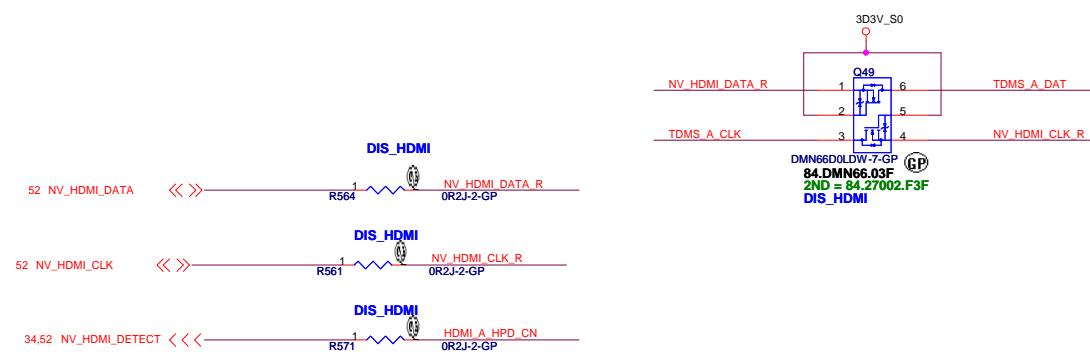 3D3V_S0
Q49
NV_HDMI_DATA_R 1 6 TDMS_A_DAT
2 5
TDMS_A_CLK 3 4 NV_HDMI_CLK_R
DMN66D0LDW-7-GP GP
84.DMN66.03F
2ND = 84.27002.F3F
DIS_HDMI
DIS_HDMI
52 NV_HDMI_DATA 1 NV_HDMI_DATA_R
R564 0R2J-2-GP
DIS_HDMI
52 NV_HDMI_CLK 1 NV_HDMI_CLK_R
R561 0R2J-2-GP
DIS_HDMI
34,52 NV_HDMI_DETECT 1 HDMI_A_HPD_CN
R571 0R2J-2-GP